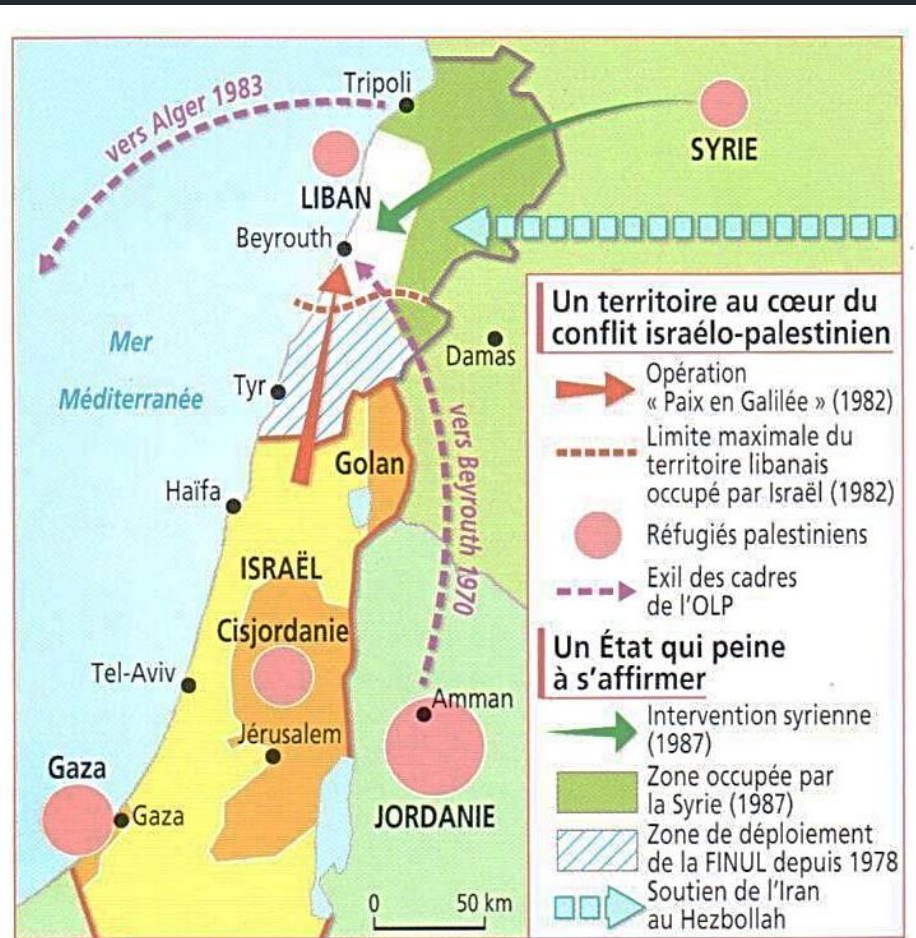 Tripoli
vers Alger 1983
SYRIE
LIBAN
Beyrouth
Mer
Méditerranée
Damas
Tyr
vers Beyrouth 1970
Golan
Haïfa
ISRAËL
Cisjordanie
Tel-Aviv
Amman
Jérusalem
Gaza
Gaza
JORDANIE
0 50 km
Un territoire au cœur du
conflit israélo-palestinien
Opération
« Paix en Galilée » (1982)
Limite maximale du
territoire libanais
occupé par Israël (1982)
Réfugiés palestiniens
Exil des cadres
de l'OLP
Un État qui peine
à s'affirmer
Intervention syrienne
(1987)
Zone occupée par
la Syrie (1987)
Zone de déploiement
de la FINUL depuis 1978
Soutien de l'Iran
au Hezbollah